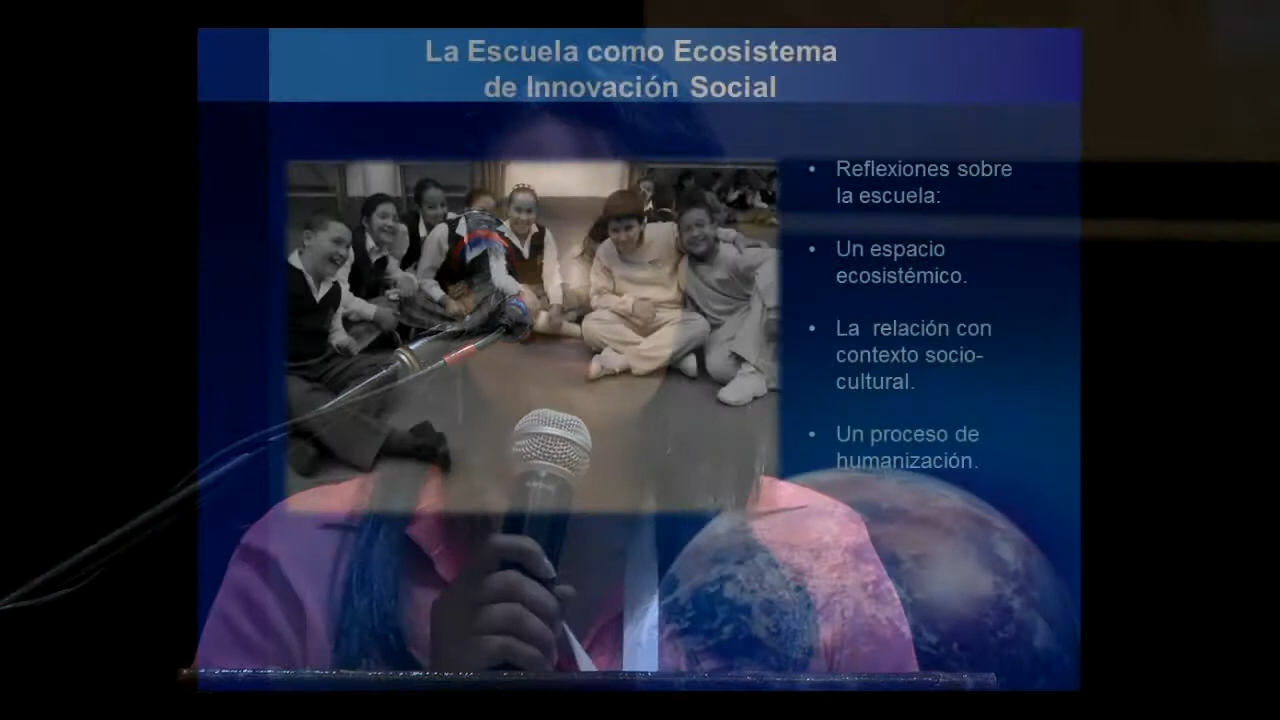 La Escuela como Ecosistema
de Innovación Social
• Reflexiones sobre
la escuela:
• Un espacio
ecosistémico.
• La relación con
contexto socio-
cultural.
• Un proceso de
humanización.